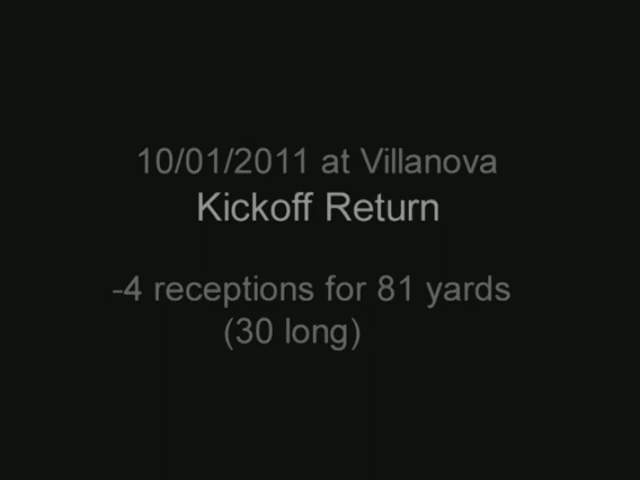 10/01/2011 at Villanova
Kickoff Return
-4 receptions for 81 yards
(30 long)